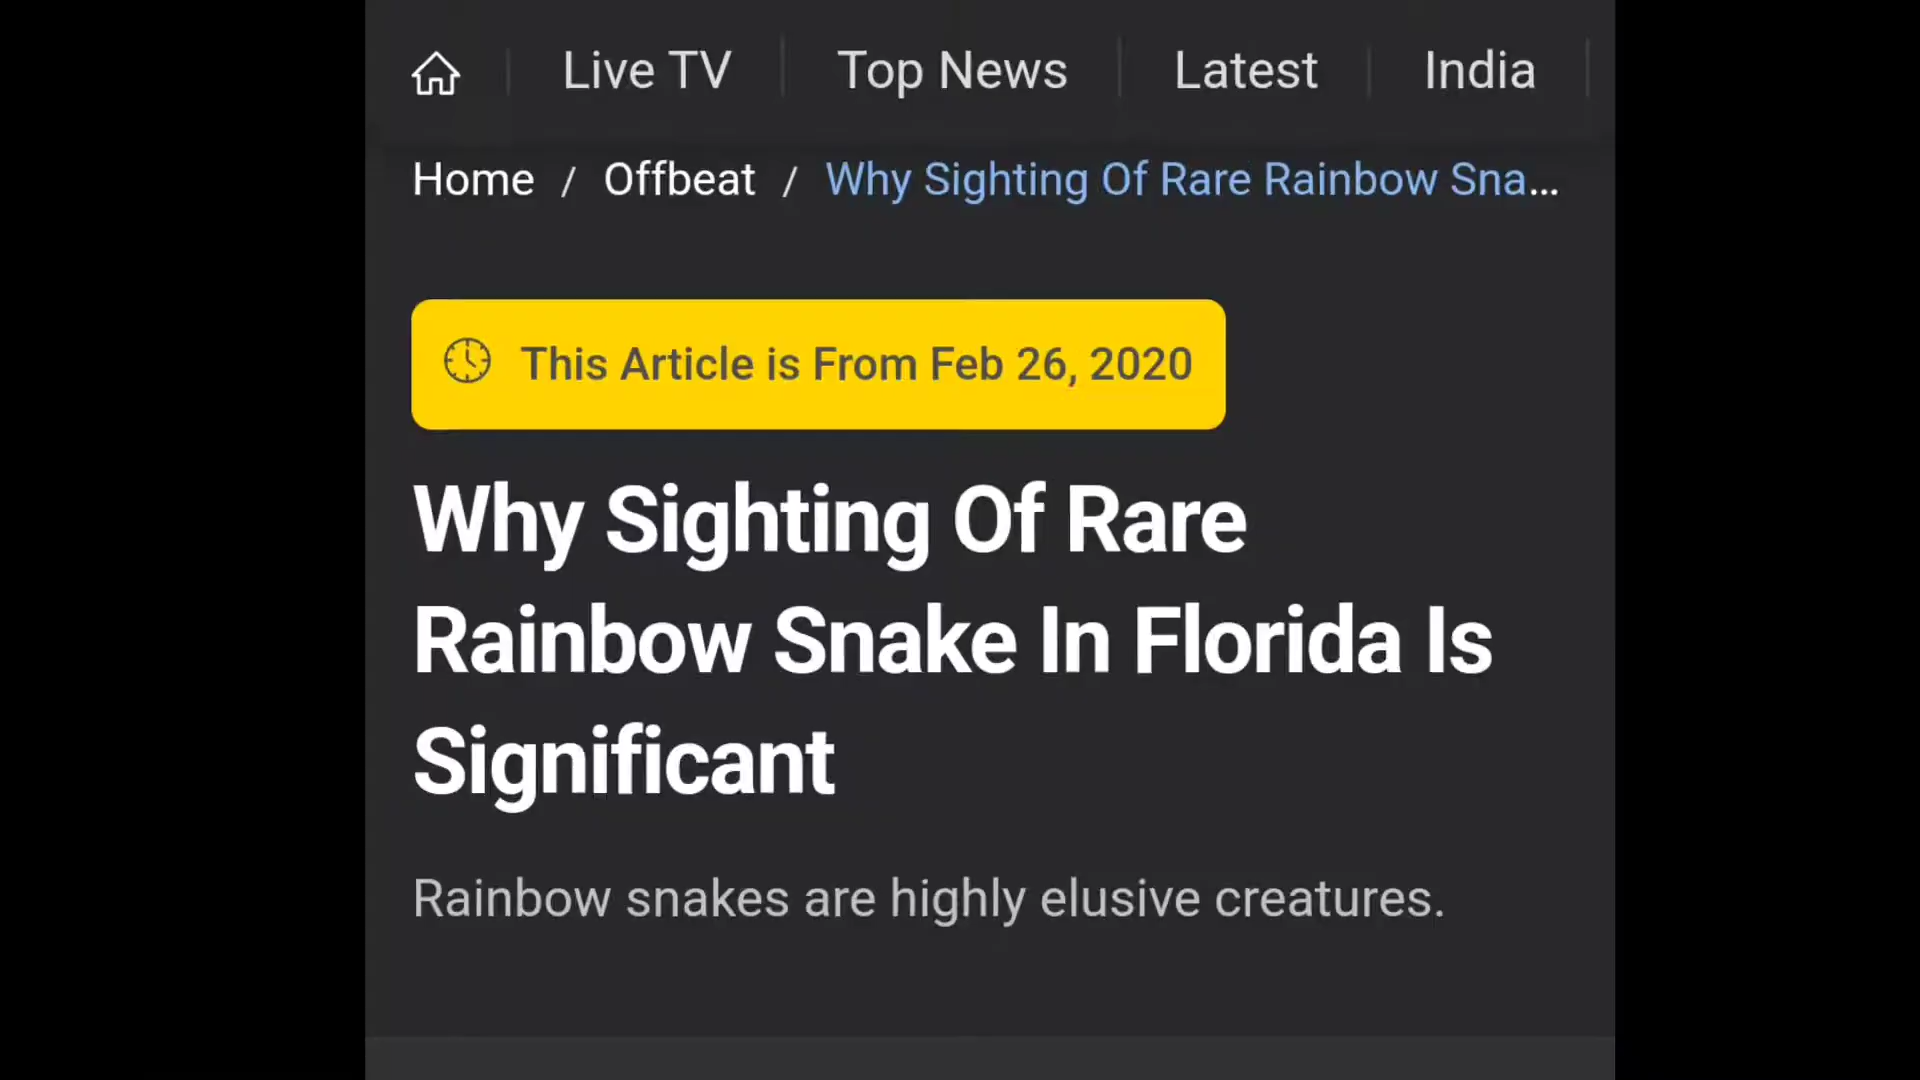 Live TV Top News Latest India
Home / Offbeat / Why Sighting Of Rare Rainbow Sna...
This Article is From Feb 26, 2020
Why Sighting Of Rare
Rainbow Snake In Florida Is
Significant
Rainbow snakes are highly elusive creatures.